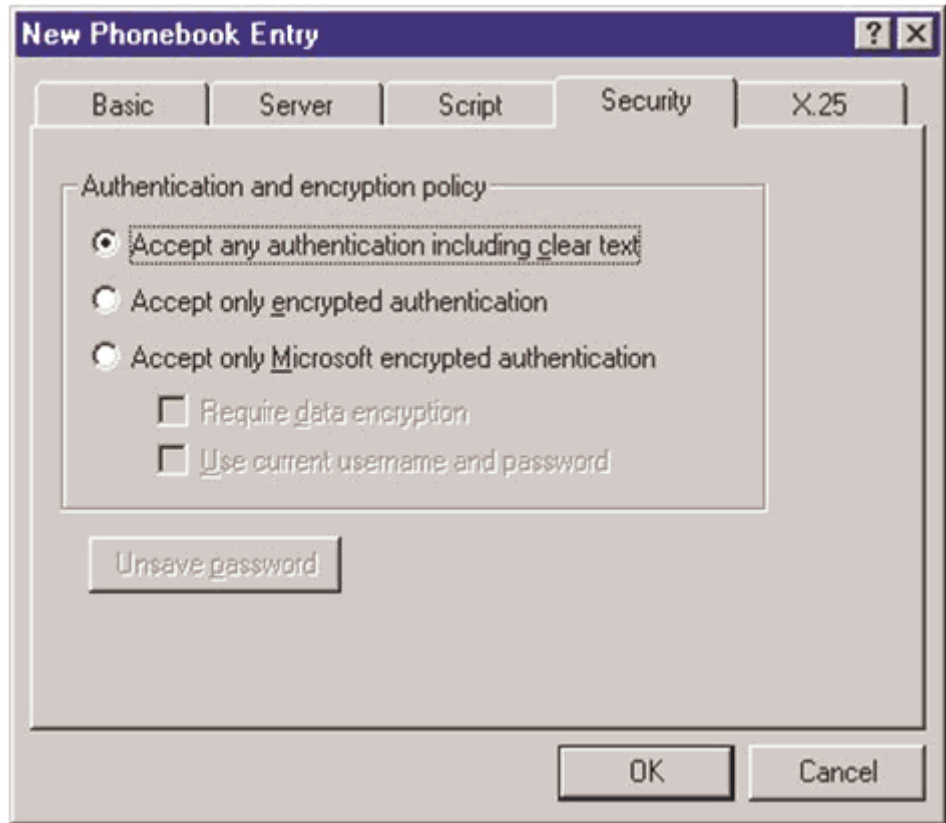 New Phonebook Entry
Basic Server Script Security X.25
Authentication and encryption policy
Accept any authentication including clear text
Accept only encrypted authentication
Accept only Microsoft encrypted authentication
Require data encryption
Use current username and password
Unsave password
OK Cancel